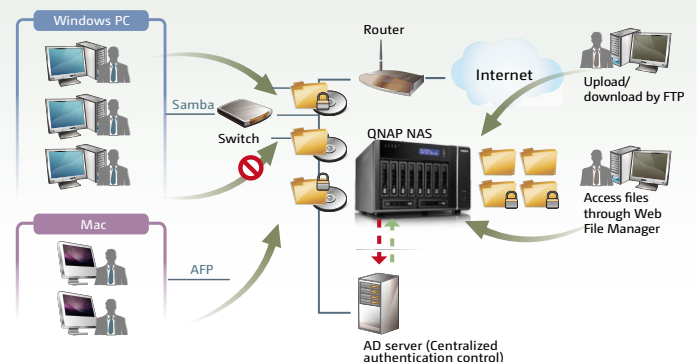 Windows PC
Router
Internet
Upload/
download by FTP
Samba
Switch
QNAP NAS
Access files
through Web
File Manager
Mac
AFP
AD server (Centralized
authentication control)